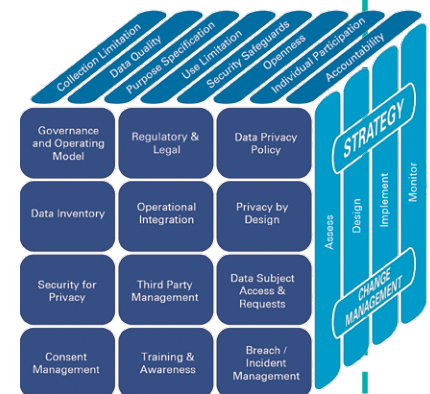 Collection Limitation
Data Quality
Purpose Specification
Use Limitation
Security Safeguards
Openness
Individual Participation
Accountability
Governance
and Operating
Model
Regulatory &
Legal
Data Privacy
Policy
Data Inventory
Operational
Integration
Privacy by
Design
Security for
Privacy
Third Party
Management
Data Subject
Access &
Requests
Consent
Management
Training &
Awareness
Breach /
Incident
Management
STRATEGY
Assess
Design
Implement
Monitor
CHANGE
MANAGEMENT